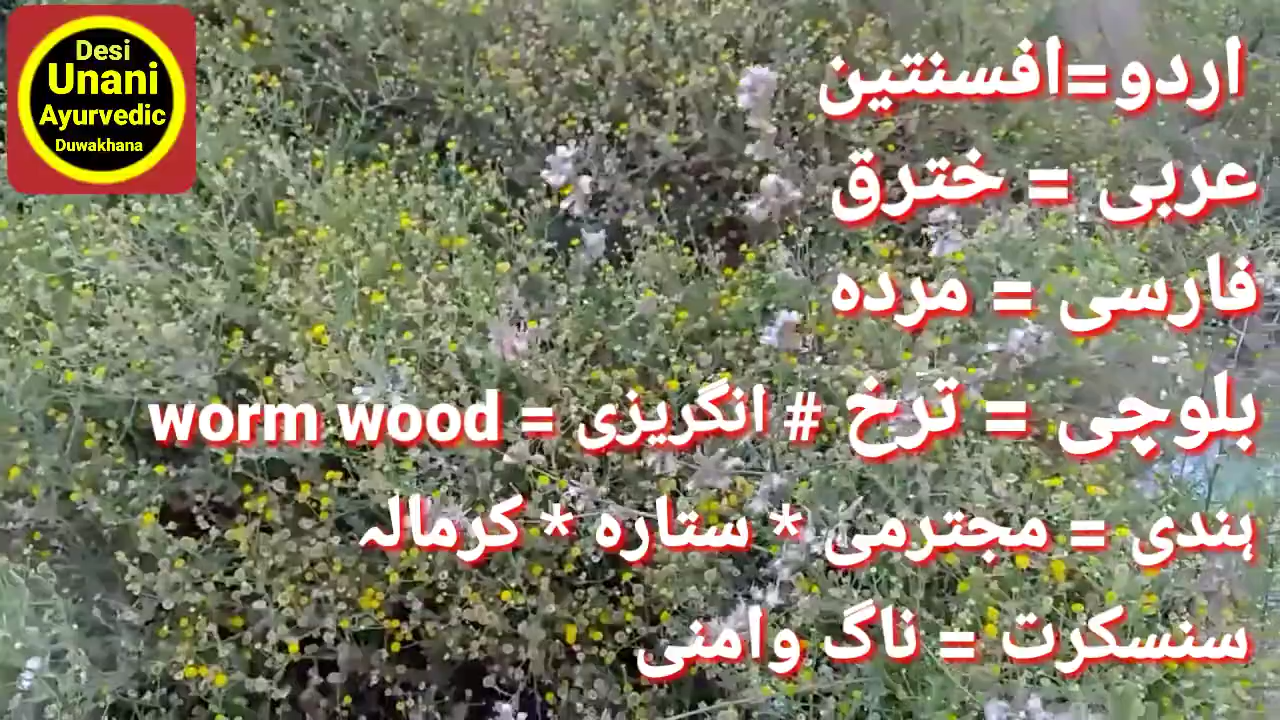 Desi
Unani
Ayurvedic
Duwakhana
اردو=افسنتین
عربی = خترق
فارسی = مردہ
بلوچی = ترخ # انگریزی = worm wood
ہندی = مجترمی * ستارہ * کرمالہ
سنسکرت = ناگ وامنی